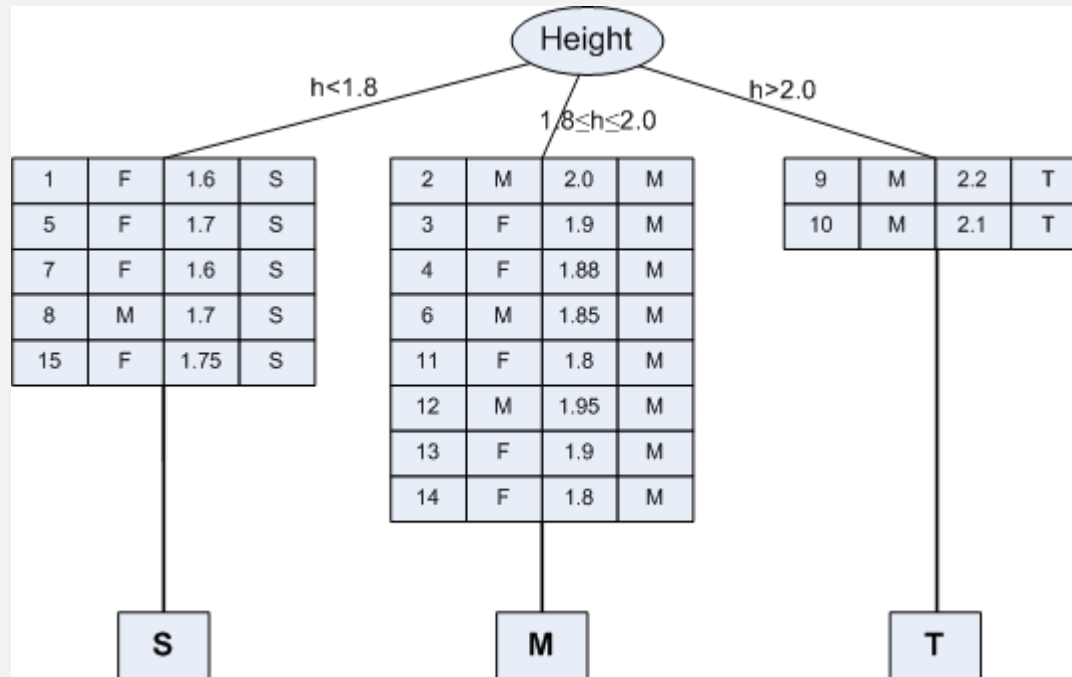 Height
h<1.8
1.8≤h≤2.0
h>2.0
1 F 1.6 S
5 F 1.7 S
7 F 1.6 S
8 M 1.7 S
15 F 1.75 S
2 M 2.0 M
3 F 1.9 M
4 F 1.88 M
6 M 1.85 M
11 F 1.8 M
12 M 1.95 M
13 F 1.9 M
14 F 1.8 M
9 M 2.2 T
10 M 2.1 T
S
M
T